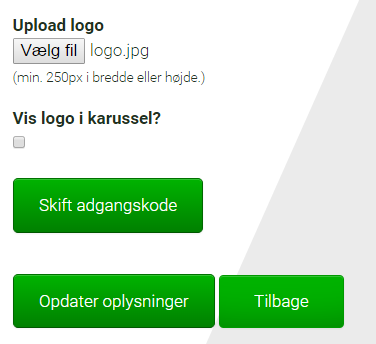 Upload logo
Vælg fil logo.jpg
(min. 250px i bredde eller højde.)
Vis logo i karussel?
Skift adgangskode
Opdater oplysninger Tilbage